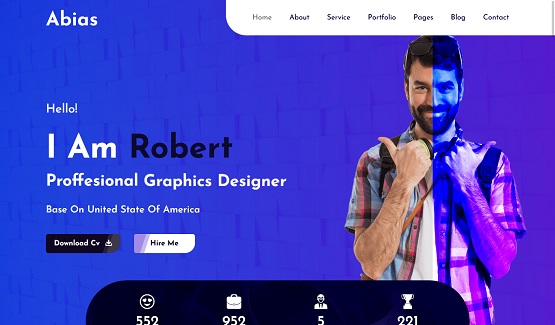 Abias
Home About Service Portfolio Pages Blog Contact
Hello!
I Am Robert
Proffesional Graphics Designer
Base On United State Of America
Download Cv Hire Me
552 952 5 221